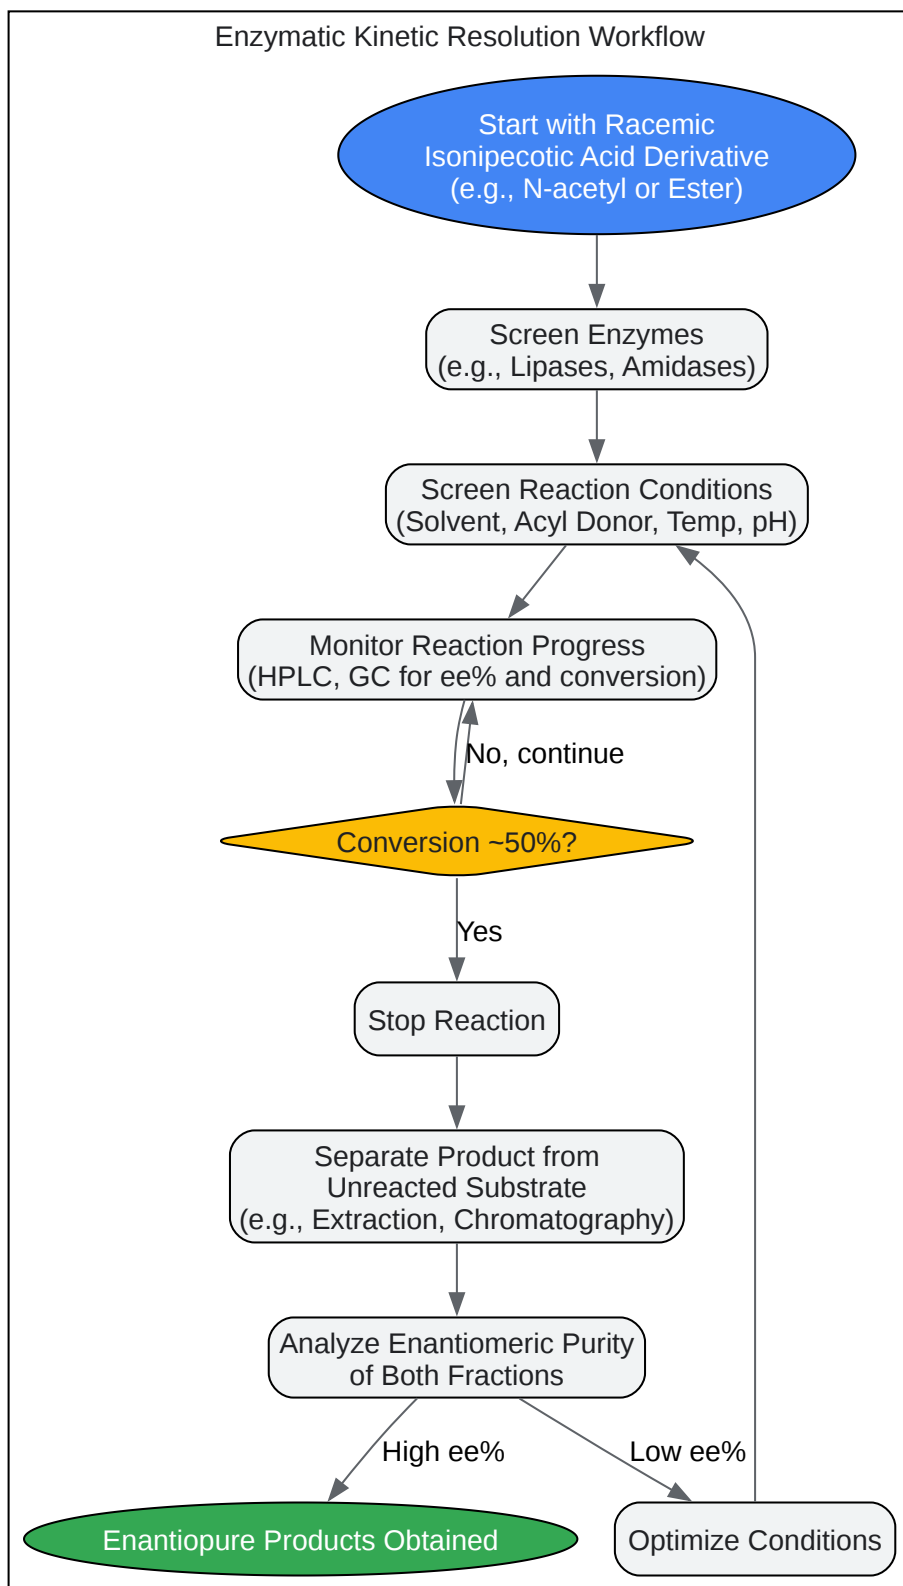 Enzymatic Kinetic Resolution Workflow
Start with Racemic
Isonipecotic Acid Derivative
(e.g., N-acetyl or Ester)
Screen Enzymes
(e.g., Lipases, Amidases)
Screen Reaction Conditions
(Solvent, Acyl Donor, Temp, pH)
Monitor Reaction Progress
(HPLC, GC for ee% and conversion)
No, continue
Conversion ~50%?
Yes
Stop Reaction
Separate Product from
Unreacted Substrate
(e.g., Extraction, Chromatography)
Analyze Enantiomeric Purity
of Both Fractions
High ee%
Low ee%
Enantiopure Products Obtained
Optimize Conditions